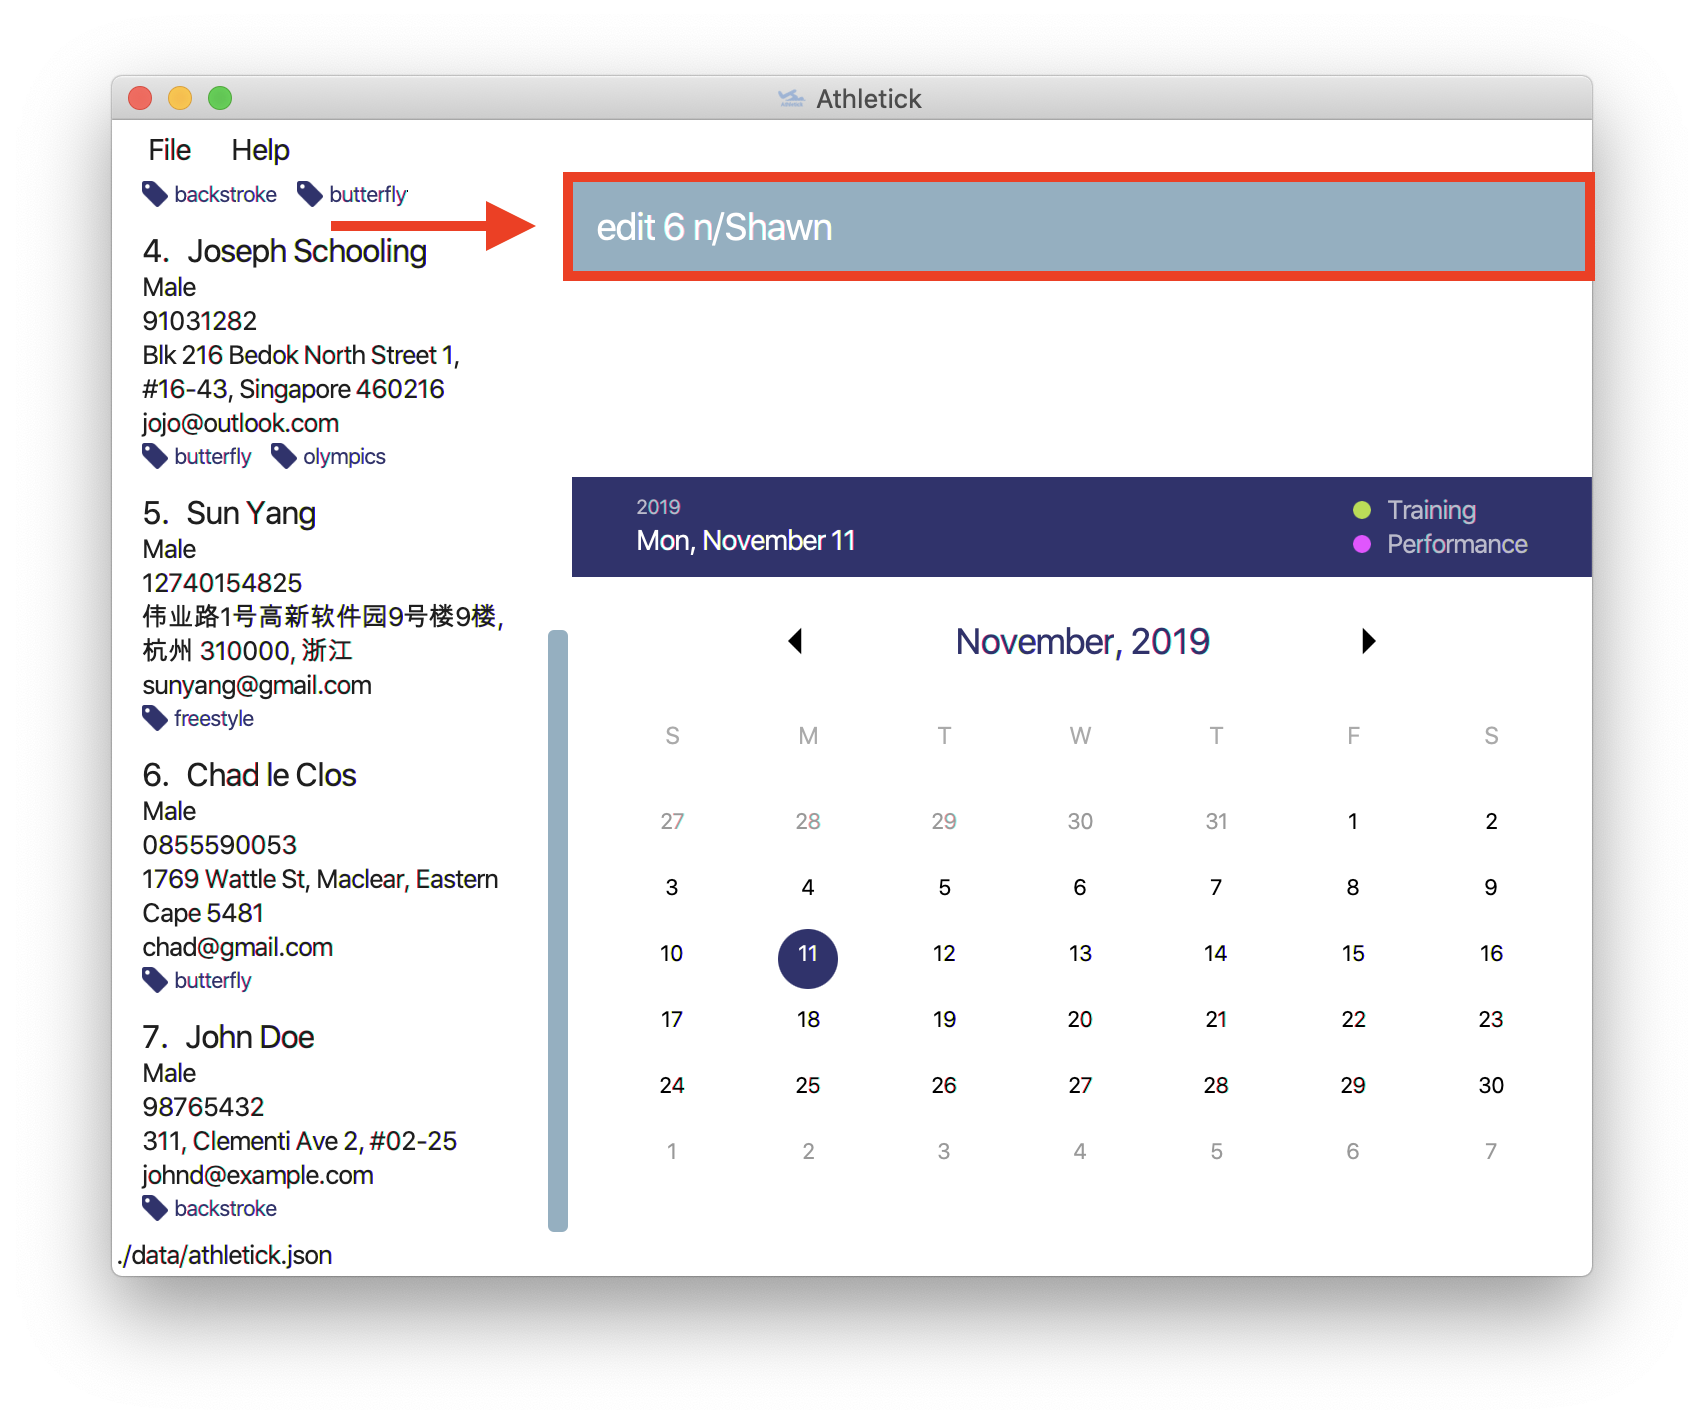 Athletick
File Help
backstroke butterfly
4. Joseph Schooling
Male
91031282
Blk 216 Bedok North Street 1,
#16-43, Singapore 460216
jojo@outlook.com
butterfly olympics
5. Sun Yang
Male
12740154825
伟业路1号高新软件园9号楼9楼,
杭州 310000, 浙江
sunyang@gmail.com
freestyle
6. Chad le Clos
Male
0855590053
1769 Wattle St, Maclear, Eastern
Cape 5481
chad@gmail.com
butterfly
7. John Doe
Male
98765432
311, Clementi Ave 2, #02-25
johnd@example.com
backstroke
./data/athletick.json
edit 6 n/Shawn
2019
Mon, November 11
Training
Performance
November, 2019
S M T W T F S
27 28 29 30 31 1 2
3 4 5 6 7 8 9
10 11 12 13 14 15 16
17 18 19 20 21 22 23
24 25 26 27 28 29 30
1 2 3 4 5 6 7